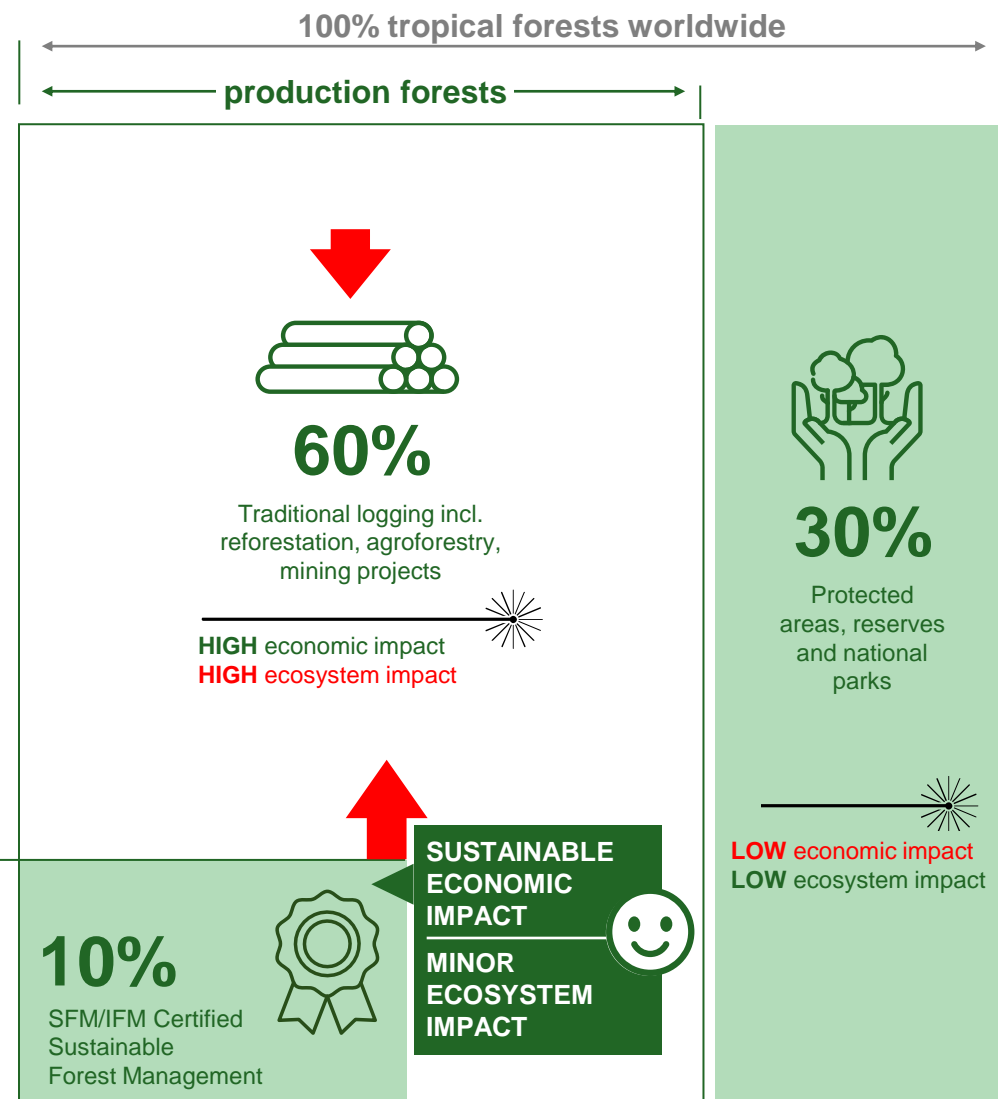 100% tropical forests worldwide
production forests
60%
Traditional logging incl.
reforestation, agroforestry,
mining projects
HIGH economic impact
HIGH ecosystem impact
30%
Protected
areas, reserves
and national
parks
LOW economic impact
LOW ecosystem impact
10%
SFM/IFM Certified
Sustainable
Forest Management
SUSTAINABLE
ECONOMIC
IMPACT
MINOR
ECOSYSTEM
IMPACT